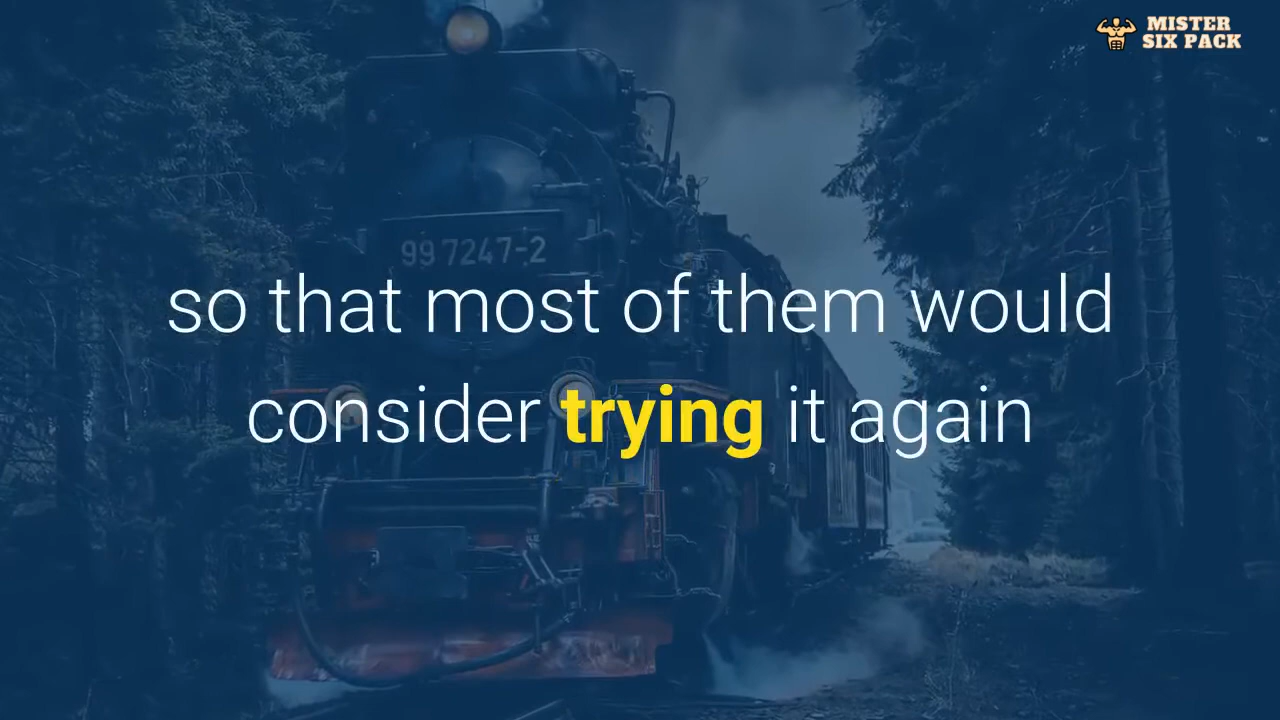 MISTER
SIX PACK
99 7247-2
so that most of them would
consider trying it again